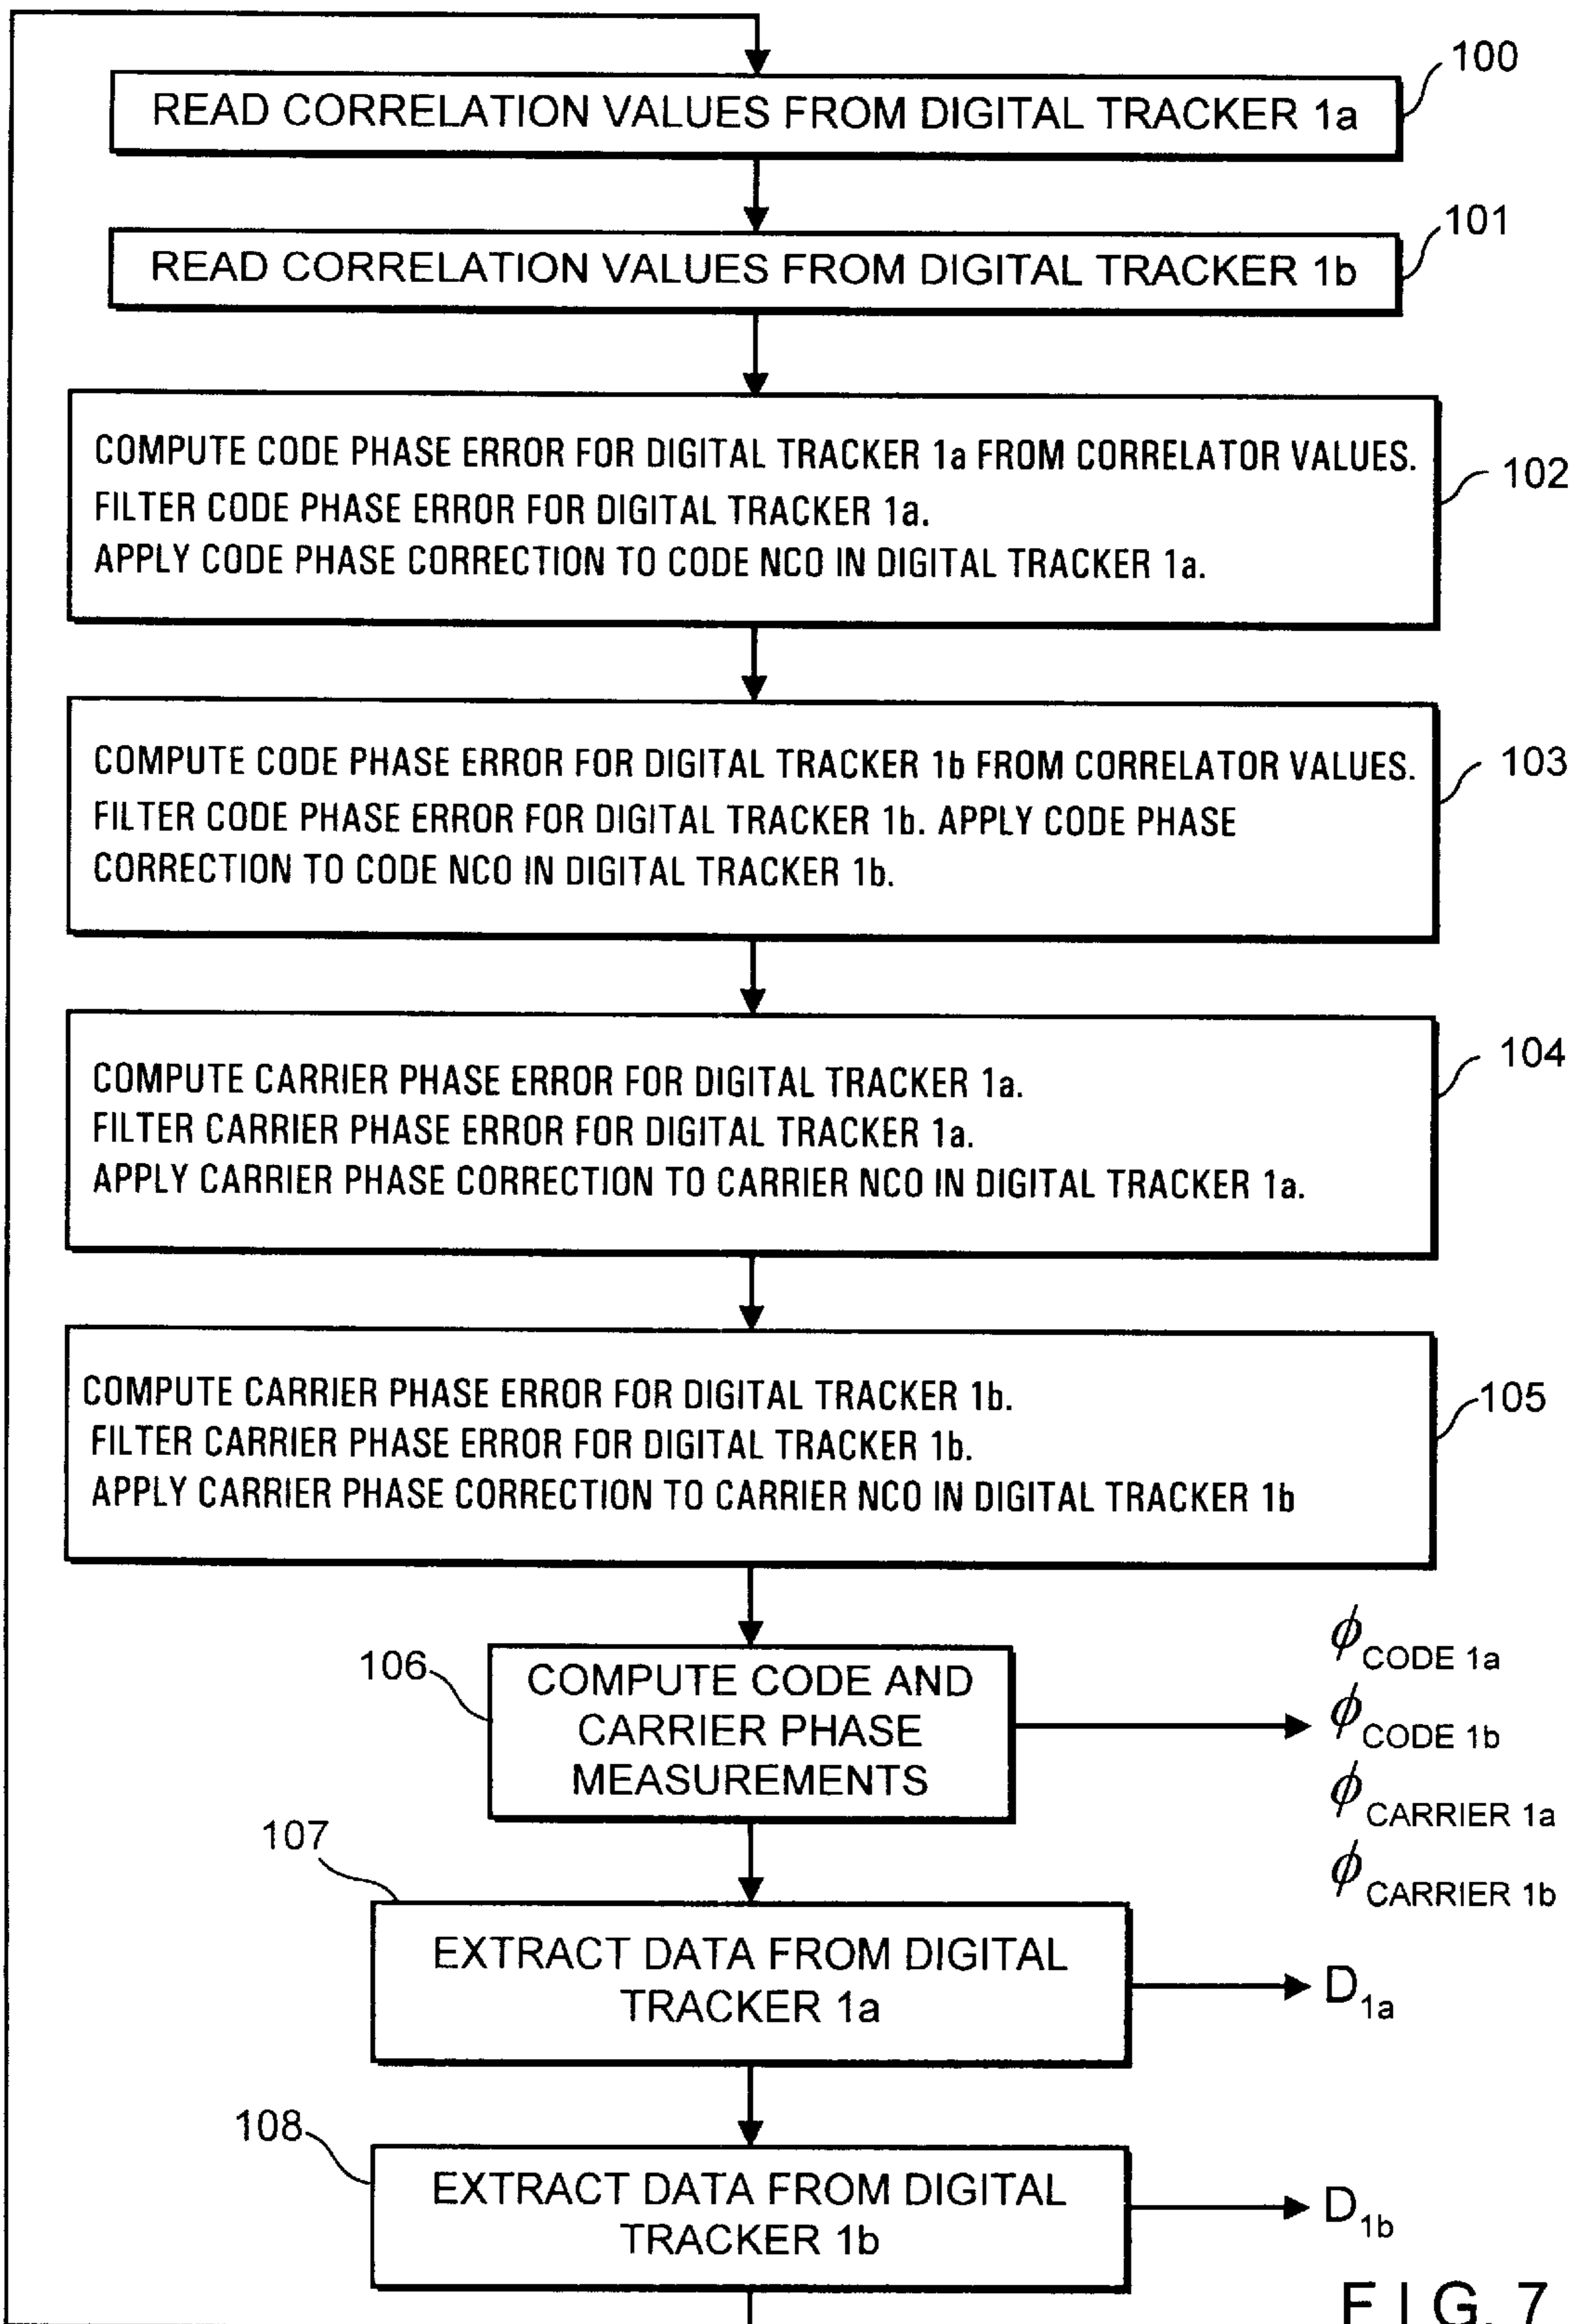 100
READ CORRELATION VALUES FROM DIGITAL TRACKER 1a
101
READ CORRELATION VALUES FROM DIGITAL TRACKER 1b
COMPUTE CODE PHASE ERROR FOR DIGITAL TRACKER 1a FROM CORRELATOR VALUES.
FILTER CODE PHASE ERROR FOR DIGITAL TRACKER 1a.
APPLY CODE PHASE CORRECTION TO CODE NCO IN DIGITAL TRACKER 1a.
102
COMPUTE CODE PHASE ERROR FOR DIGITAL TRACKER 1b FROM CORRELATOR VALUES.
FILTER CODE PHASE ERROR FOR DIGITAL TRACKER 1b. APPLY CODE PHASE
CORRECTION TO CODE NCO IN DIGITAL TRACKER 1b.
103
COMPUTE CARRIER PHASE ERROR FOR DIGITAL TRACKER 1a.
FILTER CARRIER PHASE ERROR FOR DIGITAL TRACKER 1a.
APPLY CARRIER PHASE CORRECTION TO CARRIER NCO IN DIGITAL TRACKER 1a.
104
COMPUTE CARRIER PHASE ERROR FOR DIGITAL TRACKER 1b.
FILTER CARRIER PHASE ERROR FOR DIGITAL TRACKER 1b.
APPLY CARRIER PHASE CORRECTION TO CARRIER NCO IN DIGITAL TRACKER 1b
105
106
COMPUTE CODE AND
CARRIER PHASE
MEASUREMENTS
ϕ CODE 1a
ϕ CODE 1b
ϕ CARRIER 1a
ϕ CARRIER 1b
107
EXTRACT DATA FROM DIGITAL
TRACKER 1a
D1a
108
EXTRACT DATA FROM DIGITAL
TRACKER 1b
D1b
FIG. 7